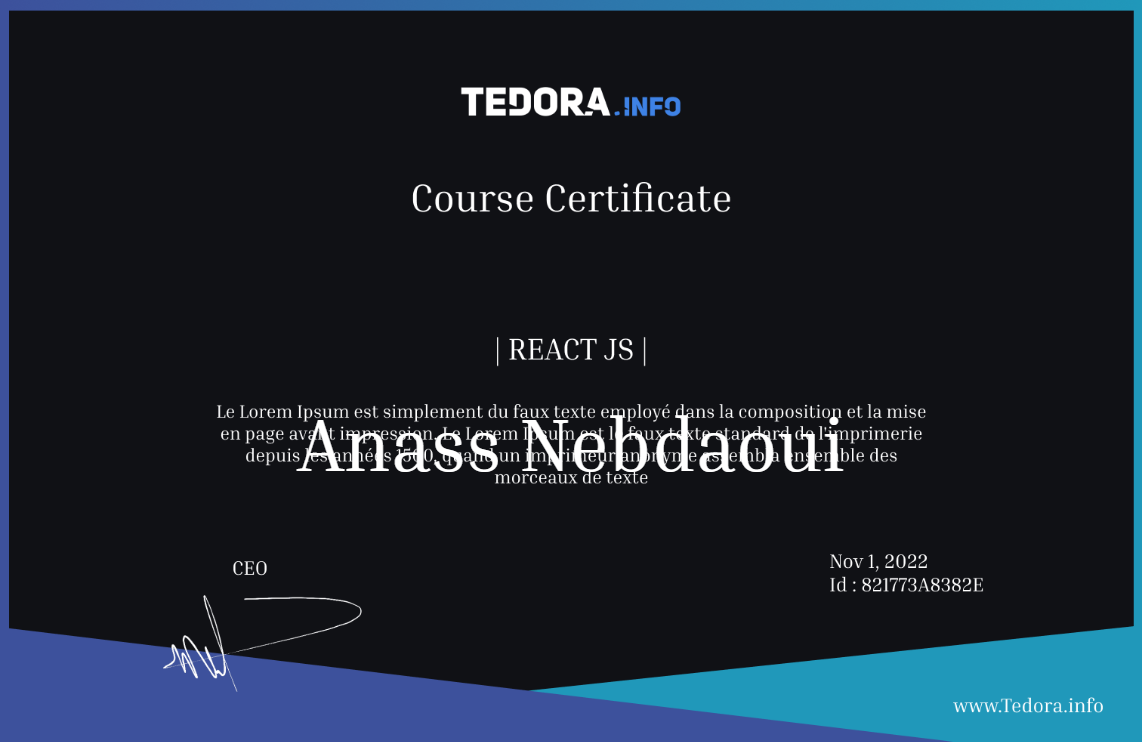 TEDORA.INFO
Course Certificate
| REACT JS |
Le Lorem Ipsum est simplement du faux texte employé dans la composition et la mise
en page avant impression. Le Lorem Ipsum est le faux texte standard de l'imprimerie
Anass Nebdaoui
depuis les années 1500, quand un imprimeur anonyme assembla ensemble des
morceaux de texte
CEO
Nov 1, 2022
Id : 821773A8382E
www.Tedora.info